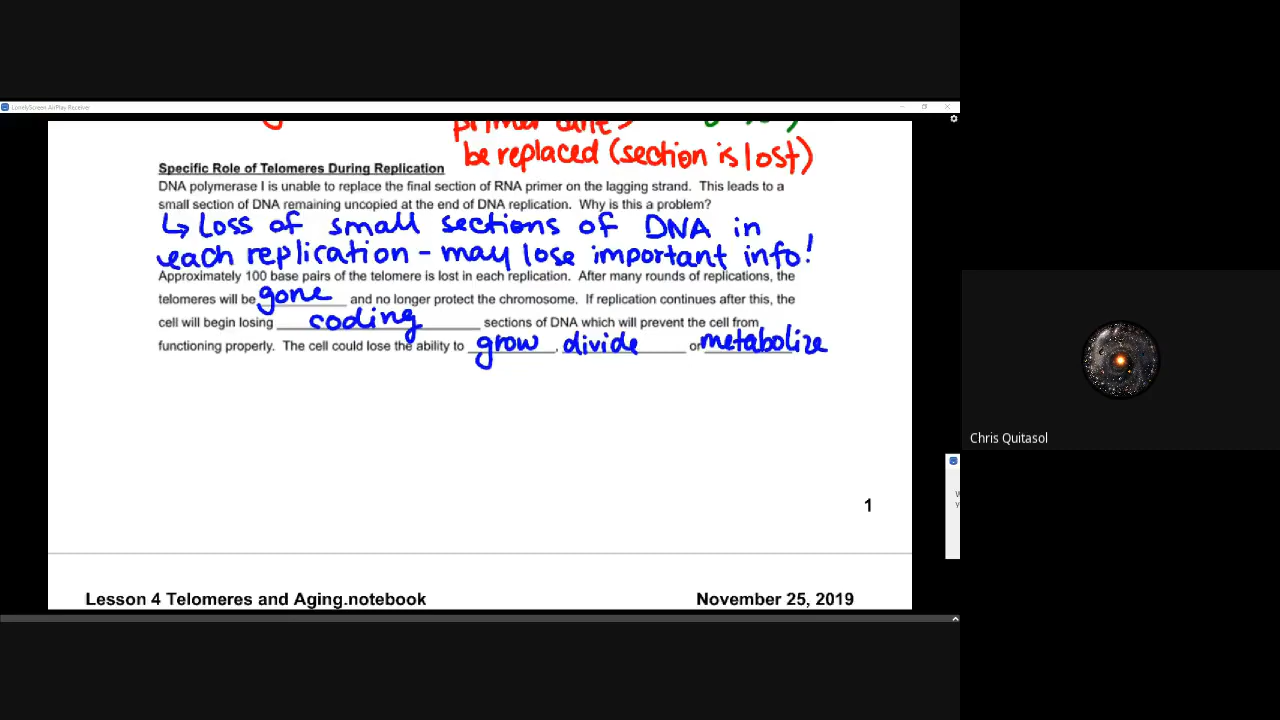 LonelyScreen AirPlay Receiver
be replaced (section is lost)
Specific Role of Telomeres During Replication
DNA polymerase I is unable to replace the final section of RNA primer on the lagging strand. This leads to a
small section of DNA remaining uncopied at the end of DNA replication. Why is this a problem?
↳ Loss of small sections of DNA in
each replication - may lose important info!
Approximately 100 base pairs of the telomere is lost in each replication. After many rounds of replications, the
telomeres will be gone and no longer protect the chromosome. If replication continues after this, the
cell will begin losing coding sections of DNA which will prevent the cell from
functioning properly. The cell could lose the ability to grow, divide or metabolize
1
Lesson 4 Telomeres and Aging.notebook November 25, 2019
Chris Quitasol